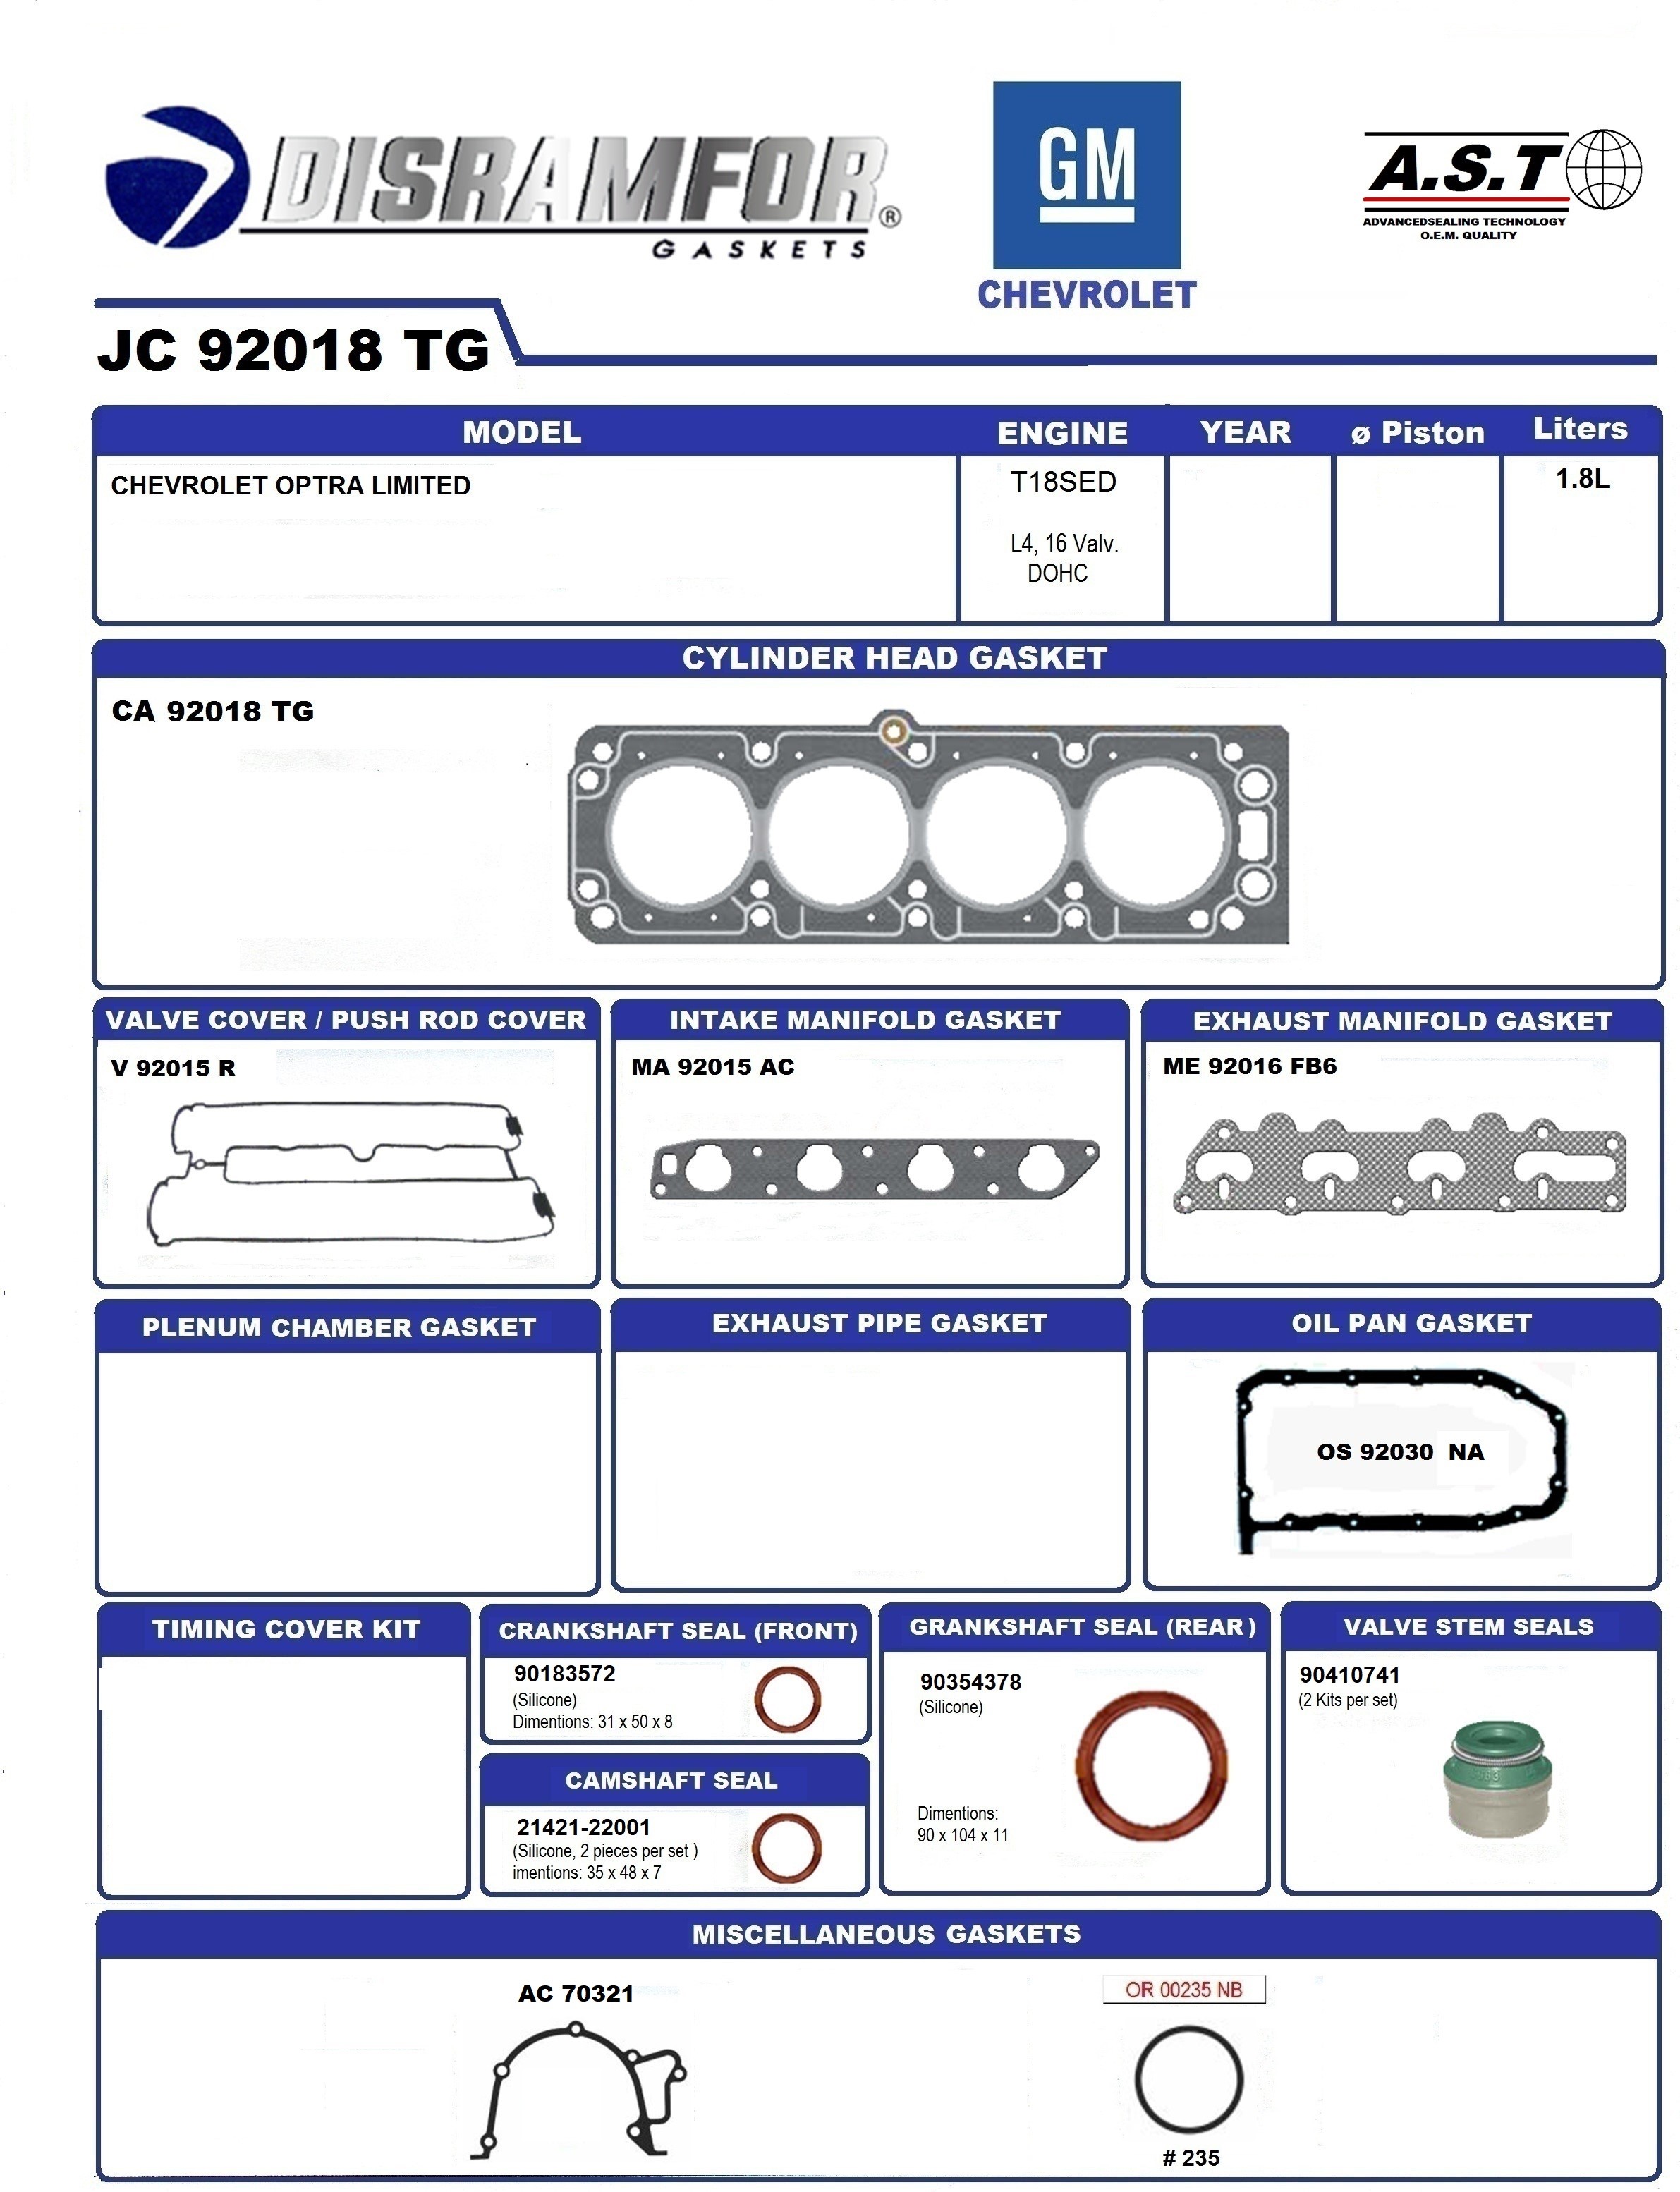 DISRAMFOR®
GASKETS
GM
CHEVROLET
A.S.T
ADVANCEDSEALING TECHNOLOGY
O.E.M. QUALITY
JC 92018 TG
MODEL ENGINE YEAR ø Piston Liters
CHEVROLET OPTRA LIMITED T18SED 1.8L
L4, 16 Valv.
DOHC
CYLINDER HEAD GASKET
CA 92018 TG
VALVE COVER / PUSH ROD COVER INTAKE MANIFOLD GASKET EXHAUST MANIFOLD GASKET
V 92015 R MA 92015 AC ME 92016 FB6
PLENUM CHAMBER GASKET EXHAUST PIPE GASKET OIL PAN GASKET
OS 92030 NA
TIMING COVER KIT
CRANKSHAFT SEAL (FRONT)
90183572
(Silicone)
Dimentions: 31 x 50 x 8
CAMSHAFT SEAL
21421-22001
(Silicone, 2 pieces per set )
imentions: 35 x 48 x 7
GRANKSHAFT SEAL (REAR )
90354378
(Silicone)
Dimentions:
90 x 104 x 11
VALVE STEM SEALS
90410741
(2 Kits per set)
MISCELLANEOUS GASKETS
AC 70321
OR 00235 NB
# 235